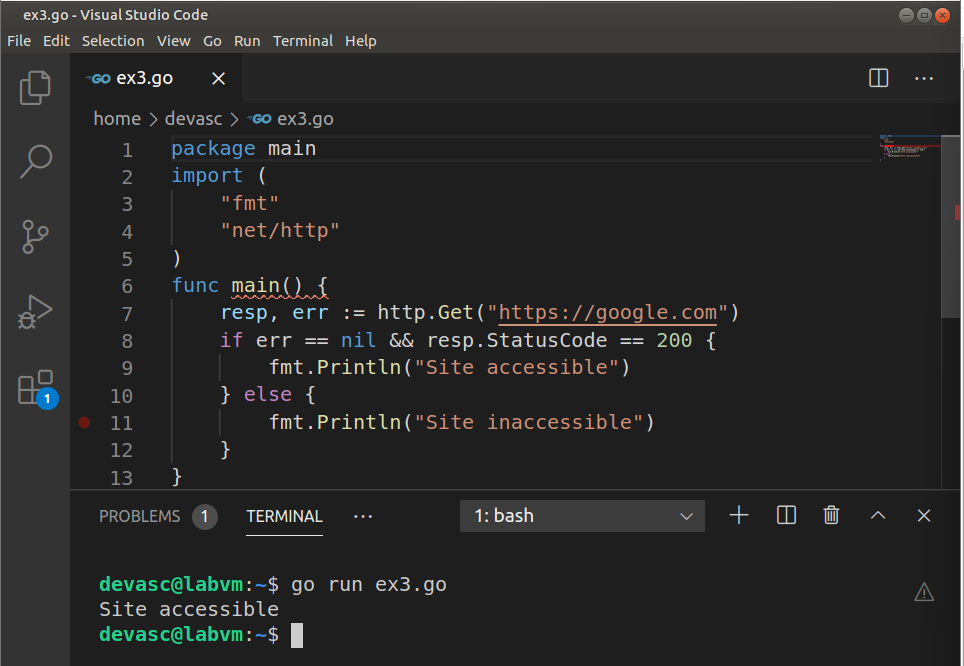 ex3.go - Visual Studio Code
File Edit Selection View Go Run Terminal Help
GO ex3.go
home > devasc > GO ex3.go
1 package main
2 import (
3     "fmt"
4     "net/http"
5 )
6 func main() {
7     resp, err := http.Get("https://google.com")
8     if err == nil && resp.StatusCode == 200 {
9         fmt.Println("Site accessible")
10     } else {
11         fmt.Println("Site inaccessible")
12     }
13 }
PROBLEMS 1 TERMINAL ... 1: bash
devasc@labvm:~$ go run ex3.go
Site accessible
devasc@labvm:~$
1